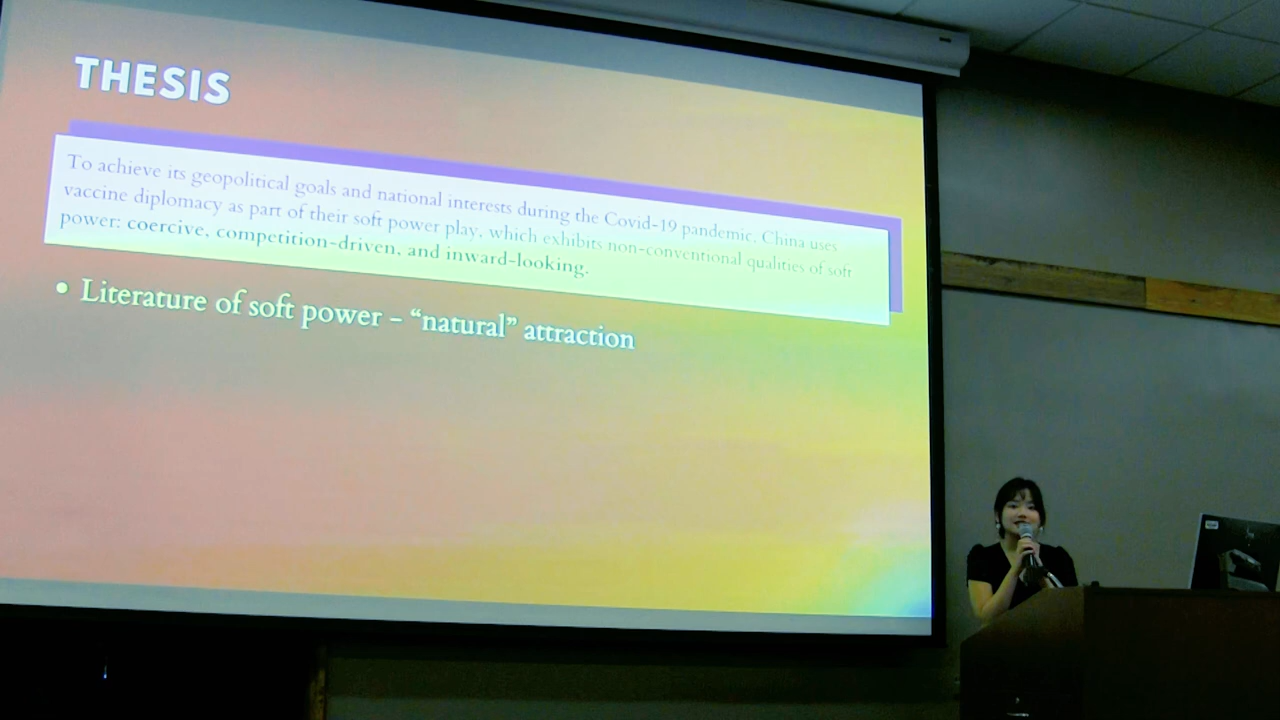 THESIS
To achieve its geopolitical goals and national interests during the Covid-19 pandemic, China uses
vaccine diplomacy as part of their soft power play, which exhibits non-conventional qualities of soft
power: coercive, competition-driven, and inward-looking.
• Literature of soft power – “natural” attraction